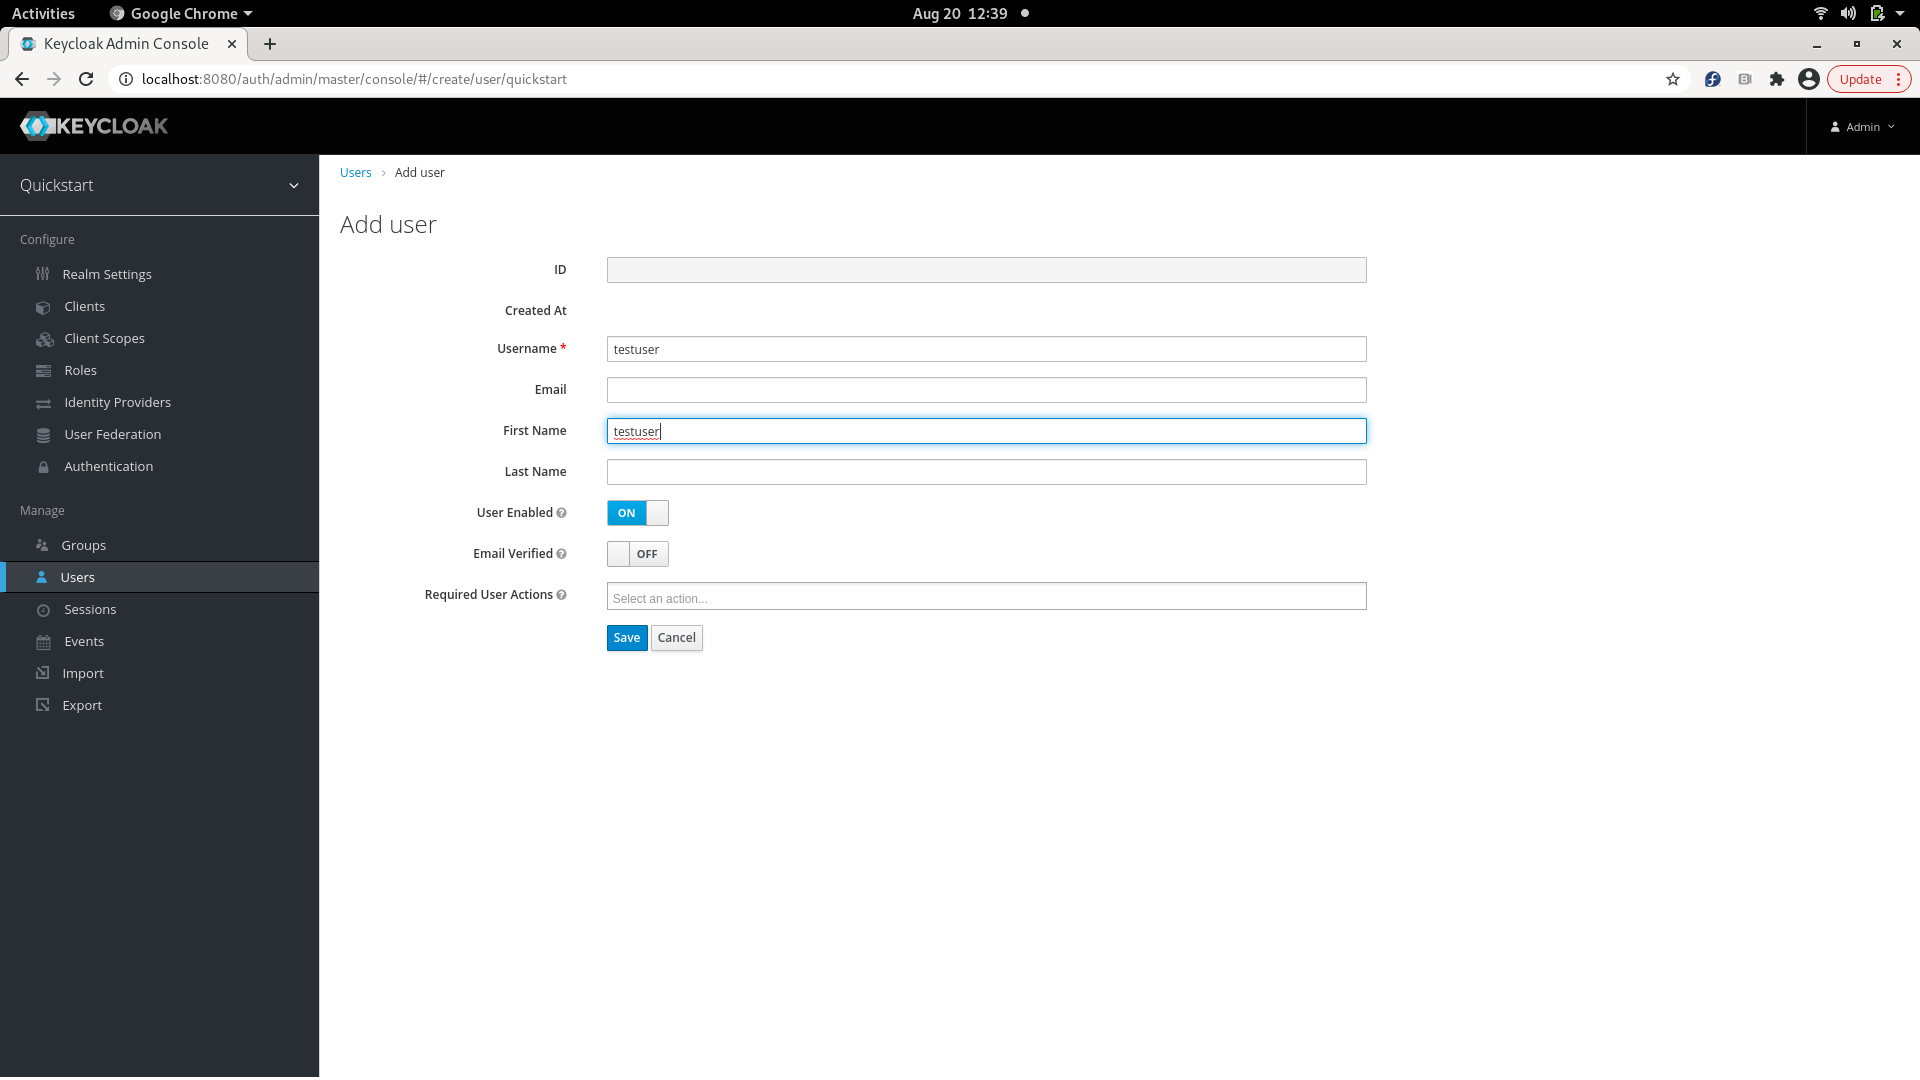 Activities
Google Chrome
Aug 20 12:39
Keycloak Admin Console
localhost:8080/auth/admin/master/console/#/create/user/quickstart
Update
KEYCLOAK
Admin
Quickstart
Configure
Realm Settings
Clients
Client Scopes
Roles
Identity Providers
User Federation
Authentication
Manage
Groups
Users
Sessions
Events
Import
Export
Users › Add user
Add user
ID
Created At
Username * testuser
Email
First Name testuser
Last Name
User Enabled ON
Email Verified OFF
Required User Actions Select an action...
Save Cancel